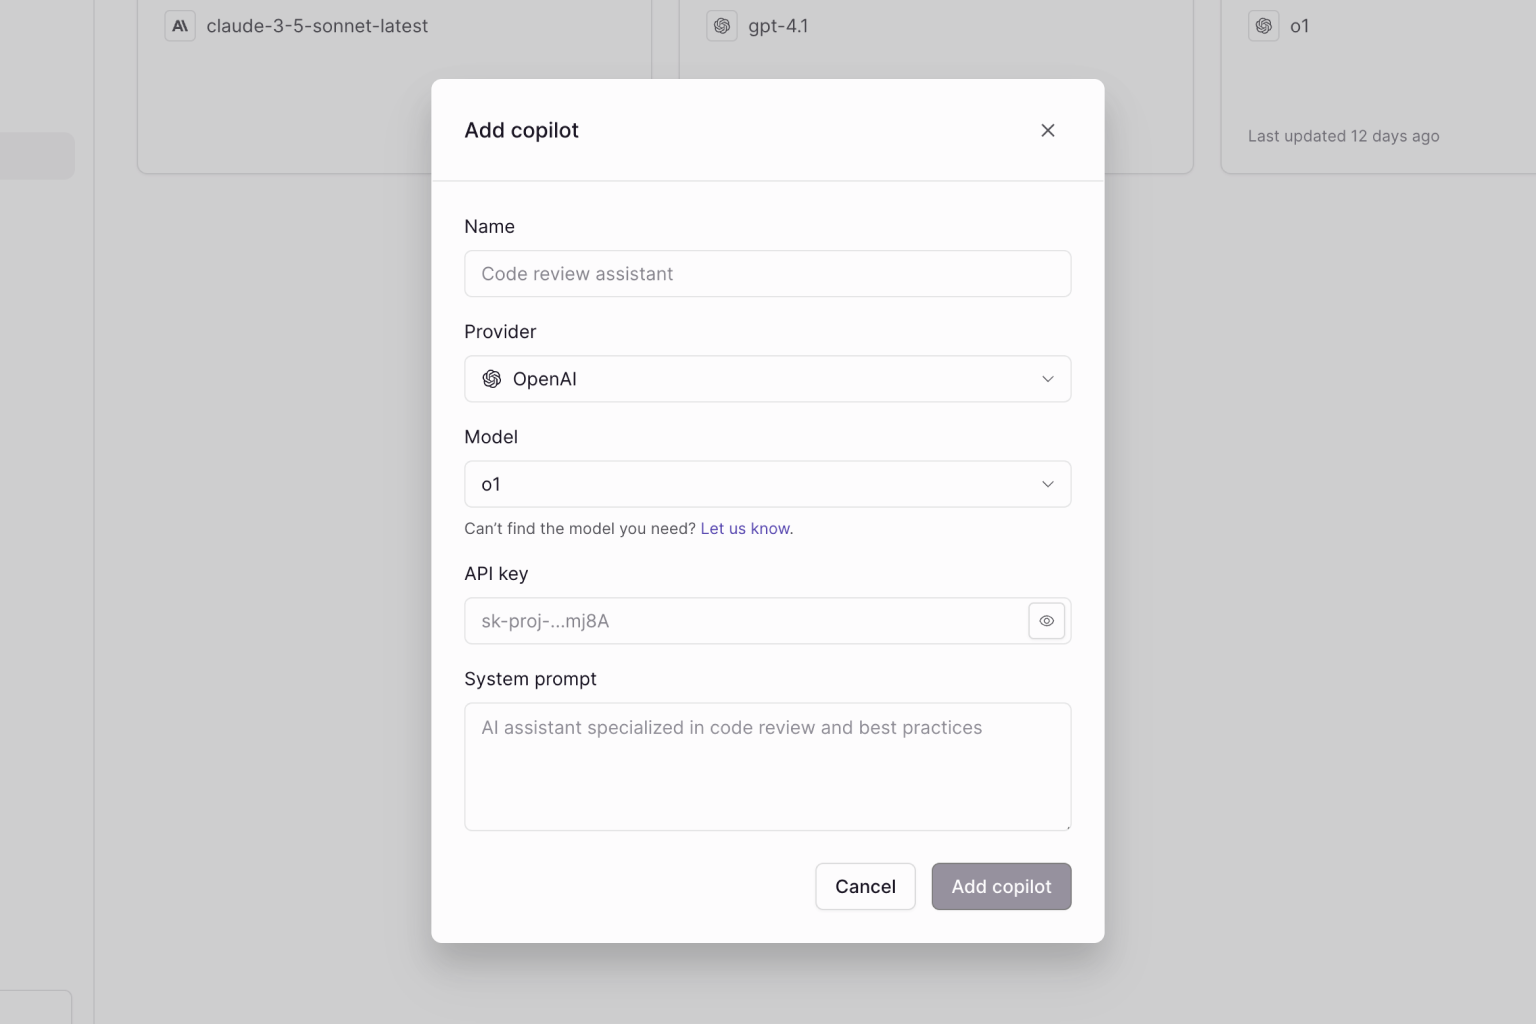 claude-3-5-sonnet-latest
gpt-4.1
o1
Last updated 12 days ago
Add copilot
Name
Code review assistant
Provider
OpenAI
Model
o1
Can't find the model you need? Let us know.
API key
sk-proj-...mj8A
System prompt
AI assistant specialized in code review and best practices
Cancel
Add copilot